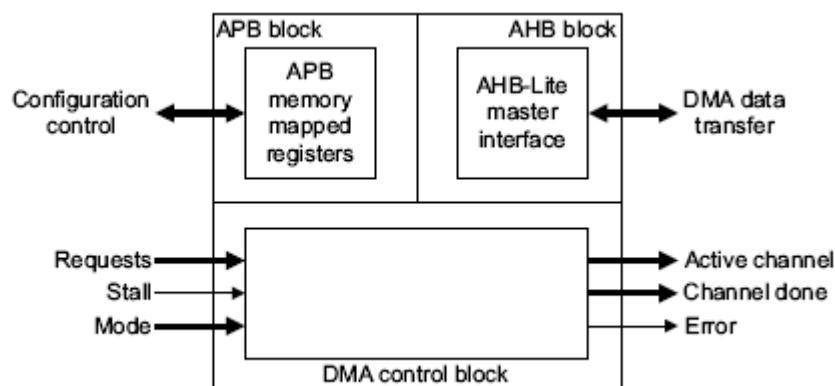 APB block
AHB block
APB
memory
mapped
registers
AHB-Lite
master
interface
Configuration
control
DMA data
transfer
Requests
Stall
Mode
Active channel
Channel done
Error
DMA control block